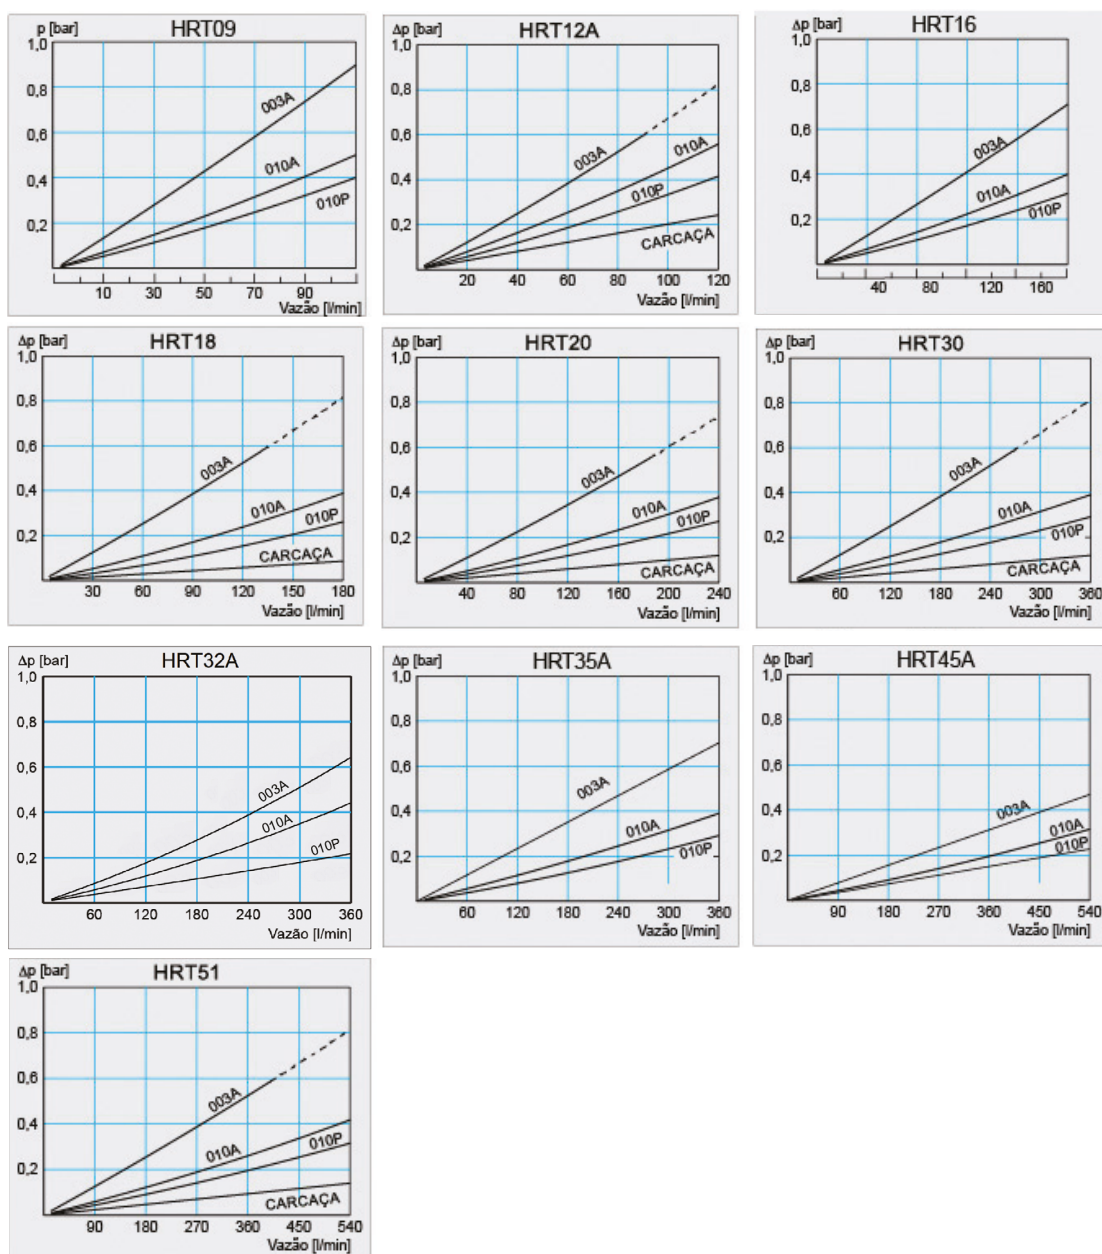 p [bar] HRT09
1,0
0,8
0,6
0,4
0,2
003A
010A
010P
10 30 50 70 90
Vazão [l/min]
Δp [bar] HRT12A
1,0
0,8
0,6
0,4
0,2
003A
010A
010P
CARCAÇA
20 40 60 80 100 120
Vazão [l/min]
Δp [bar] HRT16
1,0
0,8
0,6
0,4
0,2
003A
010A
010P
40 80 120 160
Vazão [l/min]
Δp [bar] HRT18
1,0
0,8
0,6
0,4
0,2
003A
010A
010P
CARCAÇA
30 60 90 120 150 180
Vazão [l/min]
Δp [bar] HRT20
1,0
0,8
0,6
0,4
0,2
003A
010A
010P
CARCAÇA
40 80 120 160 200 240
Vazão [l/min]
Δp [bar] HRT30
1,0
0,8
0,6
0,4
0,2
003A
010A
010P
CARCAÇA
60 120 180 240 300 360
Vazão [l/min]
Δp [bar] HRT32A
1,0
0,8
0,6
0,4
0,2
003A
010A
010P
60 120 180 240 300 360
Vazão [l/min]
Δp [bar] HRT35A
1,0
0,8
0,6
0,4
0,2
003A
010A
010P
60 120 180 240 300 360
Vazão [l/min]
Δp [bar] HRT45A
1,0
0,8
0,6
0,4
0,2
003A
010A
010P
90 180 270 360 450 540
Vazão [l/min]
Δp [bar] HRT51
1,0
0,8
0,6
0,4
0,2
003A
010A
010P
CARCAÇA
90 180 270 360 450 540
Vazão [l/min]